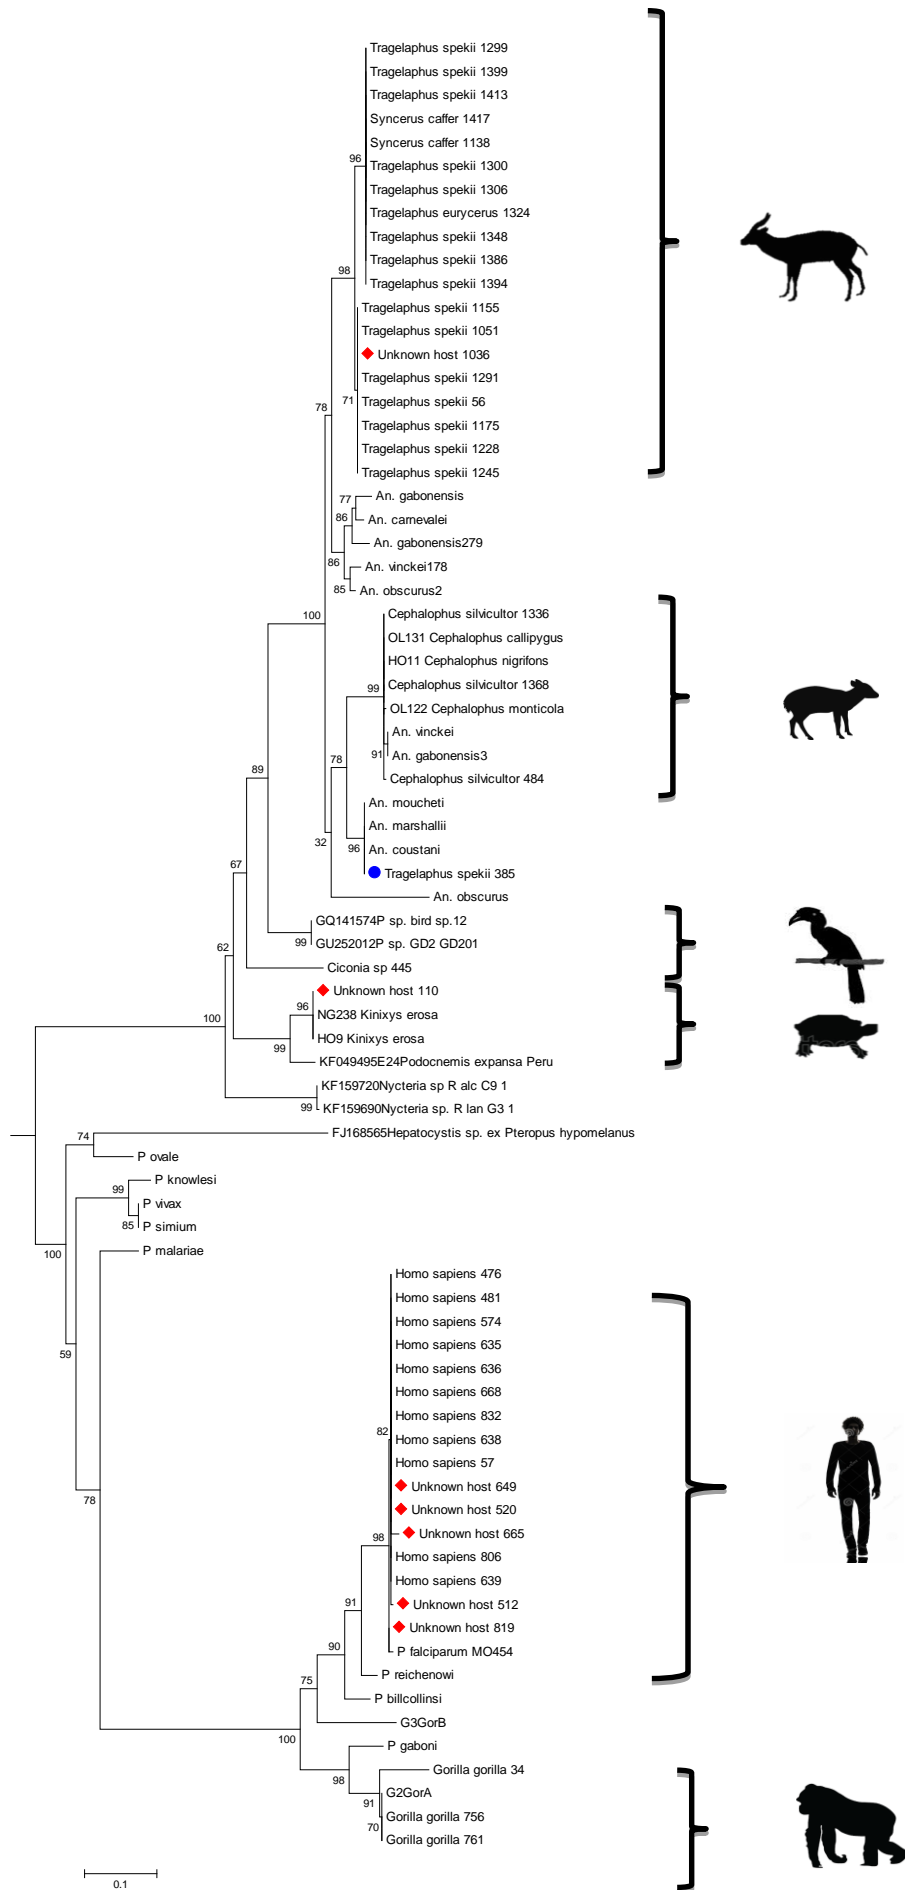 Tragelaphus spekii 1299
Tragelaphus spekii 1399
Tragelaphus spekii 1413
Syncerus caffer 1417
Syncerus caffer 1138
96
Tragelaphus spekii 1300
Tragelaphus spekii 1306
Tragelaphus eurycerus 1324
Tragelaphus spekii 1348
Tragelaphus spekii 1386
98
Tragelaphus spekii 1394
Tragelaphus spekii 1155
Tragelaphus spekii 1051
Unknown host 1036
Tragelaphus spekii 1291
71
Tragelaphus spekii 56
78
Tragelaphus spekii 1175
Tragelaphus spekii 1228
Tragelaphus spekii 1245
An. gabonensis
77
An. carnevalei
86
An. gabonensis279
86
An. vinckei178
An. obscurus2
85
Cephalophus silvicultor 1336
100
OL131 Cephalophus callipygus
HO11 Cephalophus nigrifons
Cephalophus silvicultor 1368
99
OL122 Cephalophus monticola
An. vinckei
An. gabonensis3
91
78
Cephalophus silvicultor 484
89
An. moucheti
An. marshallii
An. coustani
96
32
Tragelaphus spekii 385
67
An. obscurus
GQ141574P sp. bird sp.12
GU252012P sp. GD2 GD201
99
62
Ciconia sp 445
Unknown host 110
NG238 Kinixys erosa
96
100
HO9 Kinixys erosa
99
KF049495E24Podocnemis expansa Peru
KF159720Nycteria sp R alc C9 1
KF159690Nycteria sp. R lan G3 1
99
FJ168565Hepatocystis sp. ex Pteropus hypomelanus
74
P ovale
P knowlesi
99
P vivax
P simium
85
P malariae
100
Homo sapiens 476
Homo sapiens 481
Homo sapiens 574
Homo sapiens 635
59
Homo sapiens 636
Homo sapiens 668
Homo sapiens 832
82
Homo sapiens 638
Homo sapiens 57
Unknown host 649
78
Unknown host 520
Unknown host 665
98
Homo sapiens 806
Homo sapiens 639
91
Unknown host 512
Unknown host 819
90
P falciparum MO454
P reichenowi
75
P billcollinsi
G3GorB
100
P gaboni
98
Gorilla gorilla 34
G2GorA
91
Gorilla gorilla 756
70
Gorilla gorilla 761
0.1